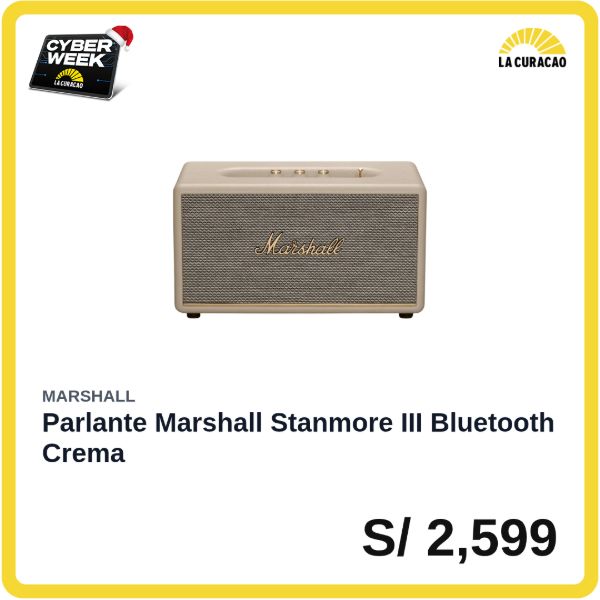 CYBER
WEEK
LA CURACAO
LA CURACAO
Marshall
MARSHALL
Parlante Marshall Stanmore III Bluetooth
Crema
S/ 2,599